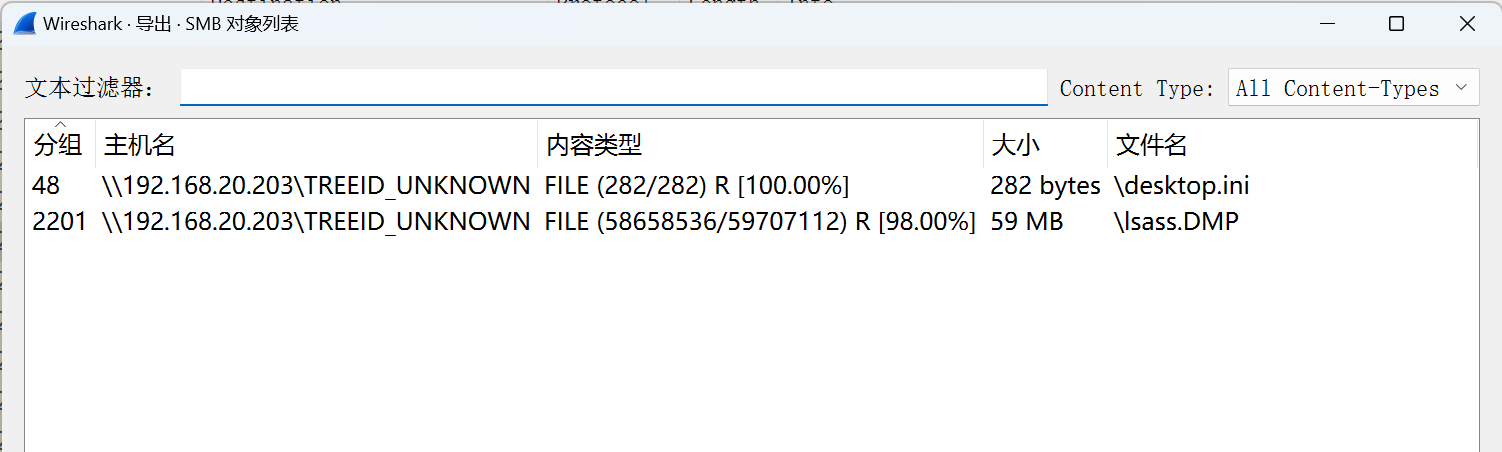 Wireshark · 导出 · SMB 对象列表
文本过滤器： Content Type: All Content-Types
分组 主机名 内容类型 大小 文件名
48 \\192.168.20.203\TREEID_UNKNOWN FILE (282/282) R [100.00%] 282 bytes \desktop.ini
2201 \\192.168.20.203\TREEID_UNKNOWN FILE (58658536/59707112) R [98.00%] 59 MB \lsass.DMP